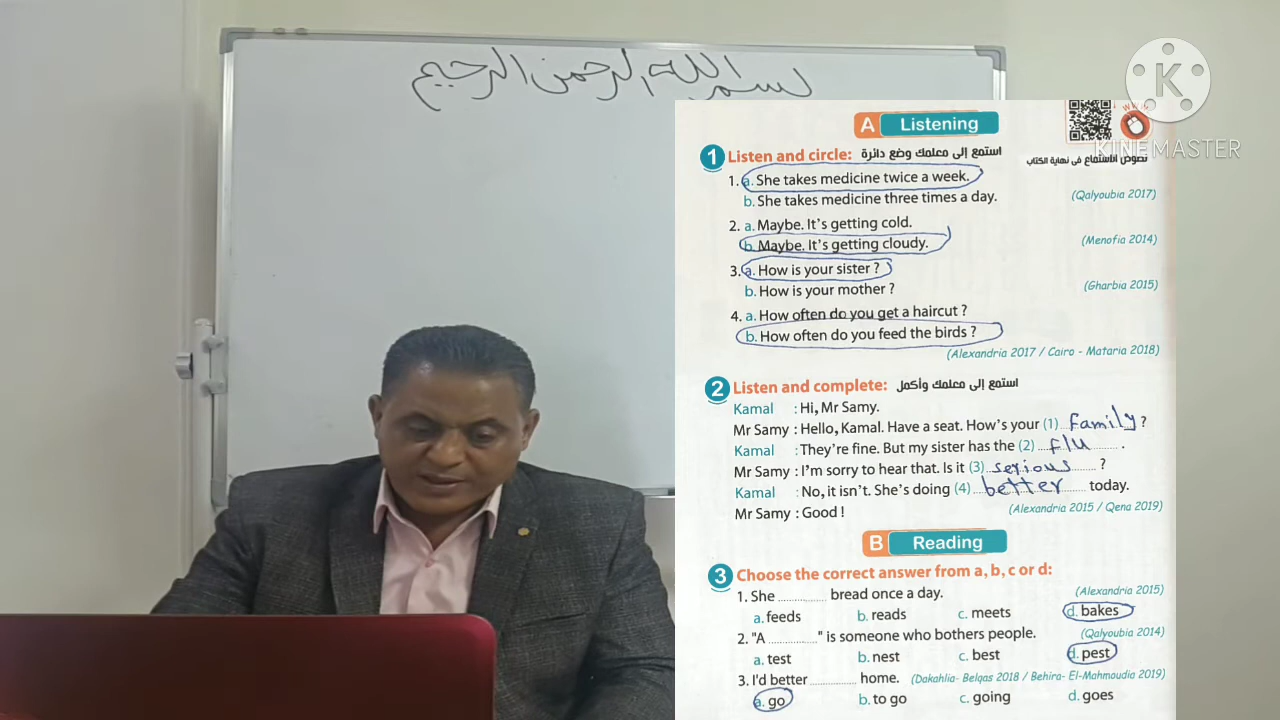 بسم الله الرحمن الرحيم
K
KINEMASTER
WWW.
A Listening
1 Listen and circle: استمع إلى معلمك وضع دائرة
نصوص الاستماع فى نهاية الكتاب
1. a. She takes medicine twice a week.
b. She takes medicine three times a day. (Qalyoubia 2017)
2. a. Maybe. It's getting cold.
b. Maybe. It's getting cloudy. (Menofia 2014)
3. a. How is your sister ?
b. How is your mother ? (Gharbia 2015)
4. a. How often do you get a haircut ?
b. How often do you feed the birds ?
(Alexandria 2017 / Cairo - Mataria 2018)
2 Listen and complete: استمع إلى معلمك وأكمل
Kamal : Hi, Mr Samy.
Mr Samy : Hello, Kamal. Have a seat. How's your (1) family ?
Kamal : They're fine. But my sister has the (2) flu .
Mr Samy : I'm sorry to hear that. Is it (3) serious ?
Kamal : No, it isn't. She's doing (4) better today.
Mr Samy : Good ! (Alexandria 2015 / Qena 2019)
B Reading
3 Choose the correct answer from a, b, c or d:
1. She ............ bread once a day. (Alexandria 2015)
a. feeds b. reads c. meets d. bakes
2. "A ............ " is someone who bothers people. (Qalyoubia 2014)
a. test b. nest c. best d. pest
3. I'd better ............ home. (Dakahlia- Belqas 2018 / Behira- El-Mahmoudia 2019)
a. go b. to go c. going d. goes